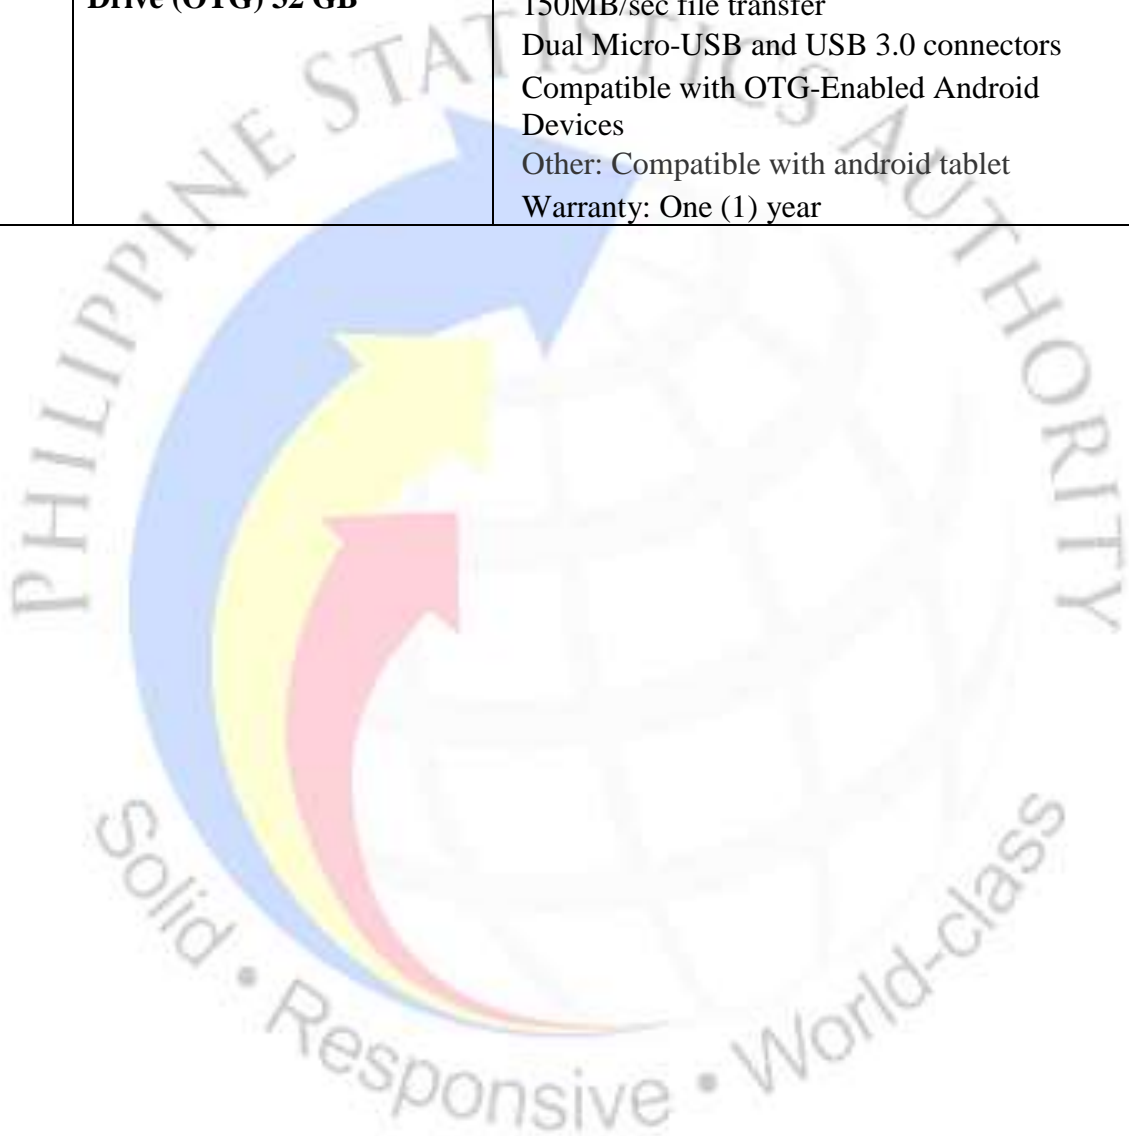 Drive (OTG) 32 GB
150MB/sec file transfer
Dual Micro-USB and USB 3.0 connectors
Compatible with OTG-Enabled Android
Devices
Other: Compatible with android tablet
Warranty: One (1) year
PHILIPPINE STATISTICS AUTHORITY
Solid • Responsive • World-class